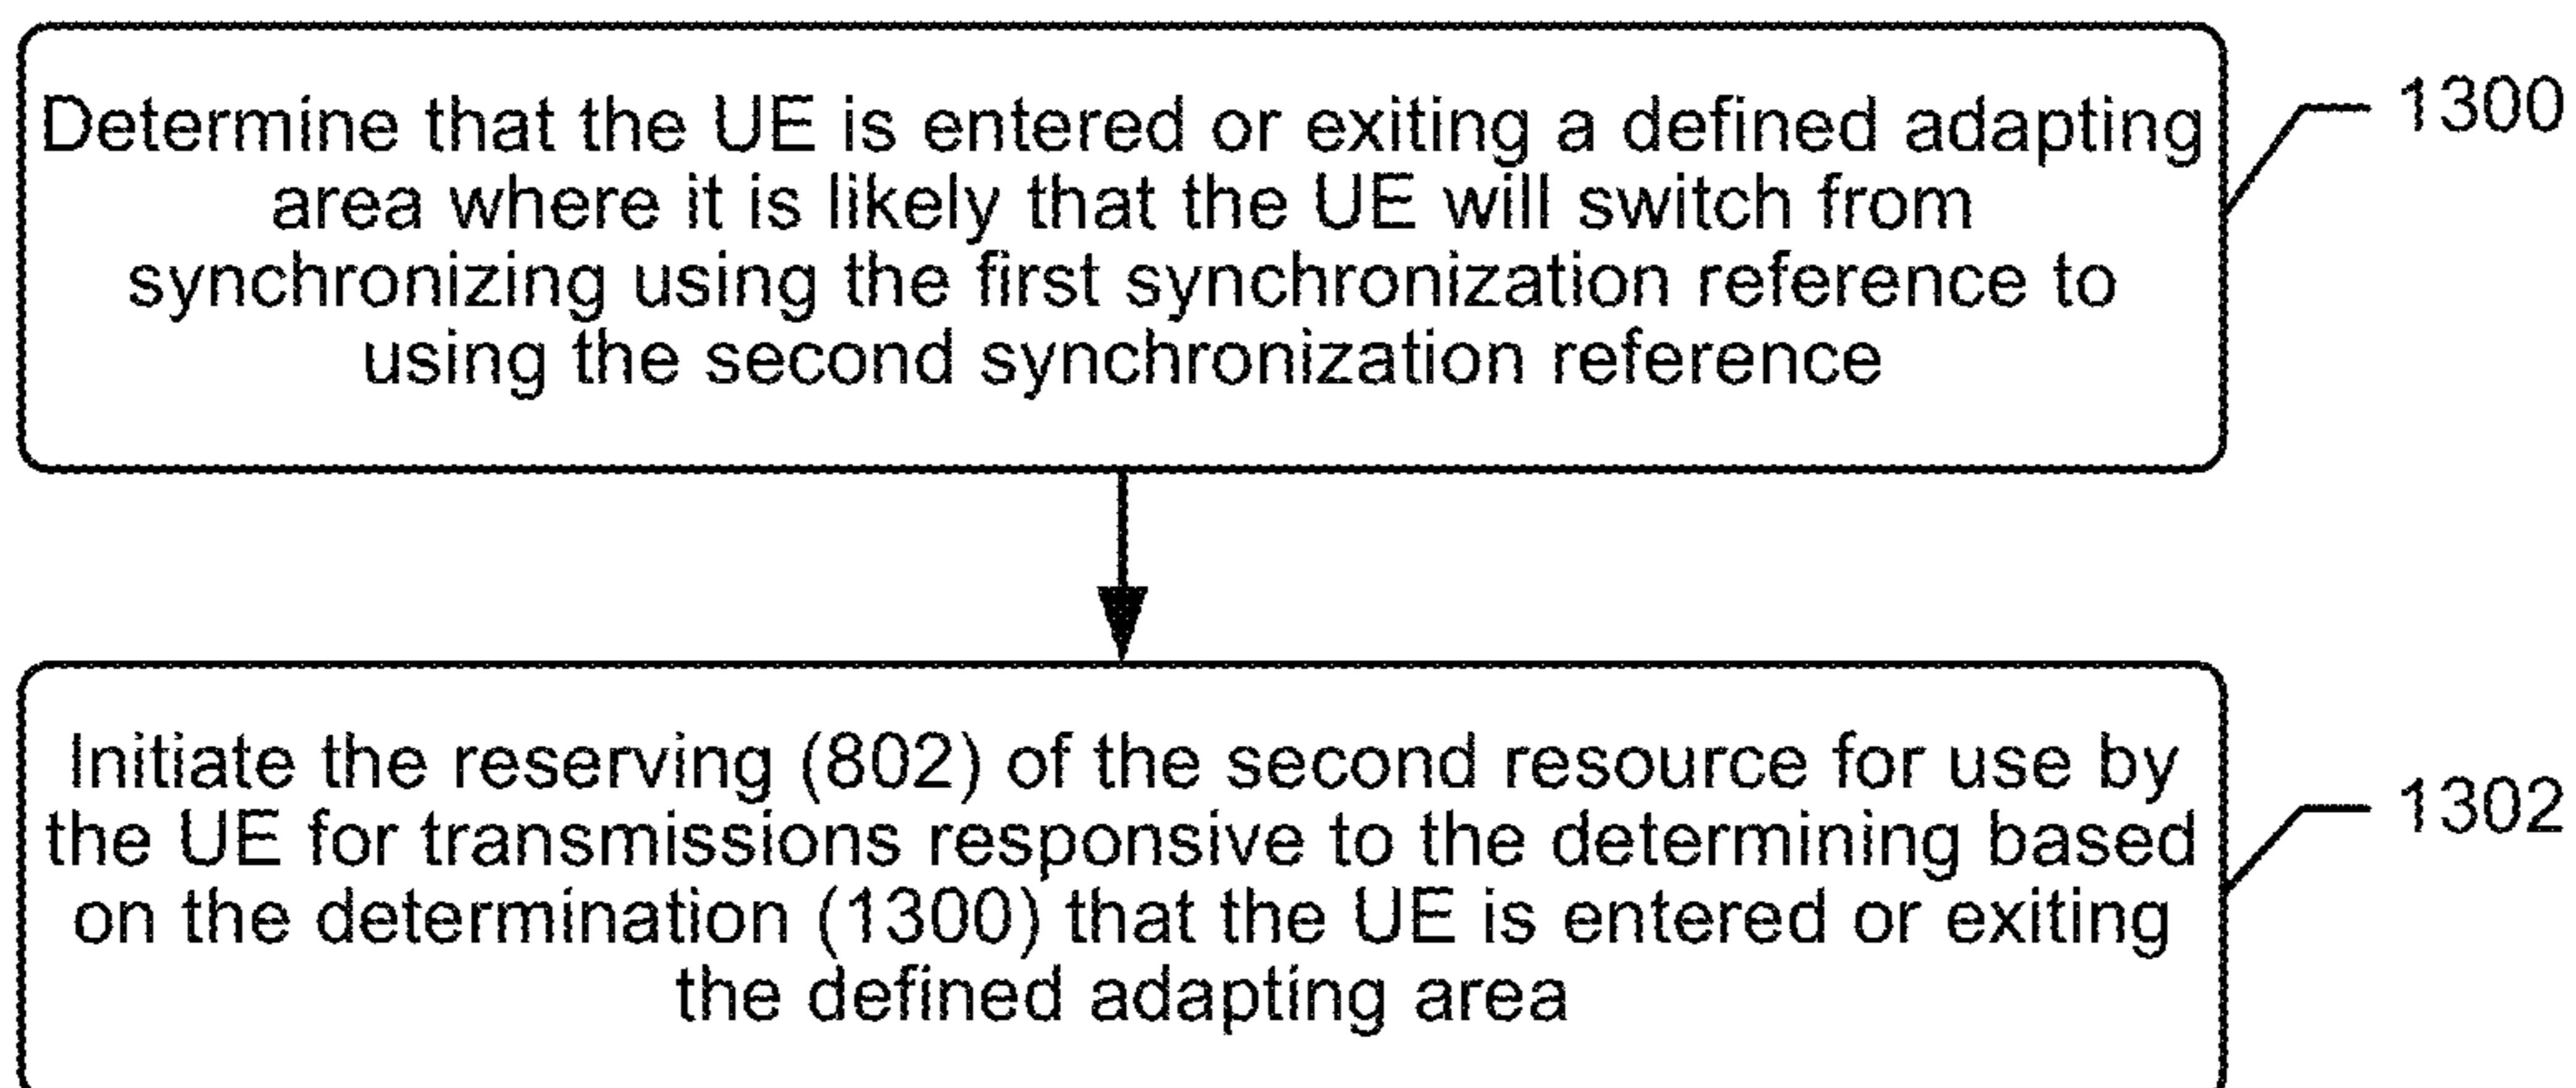 Determine that the UE is entered or exiting a defined adapting
area where it is likely that the UE will switch from
synchronizing using the first synchronization reference to
using the second synchronization reference
1300
Initiate the reserving (802) of the second resource for use by
the UE for transmissions responsive to the determining based
on the determination (1300) that the UE is entered or exiting
the defined adapting area
1302